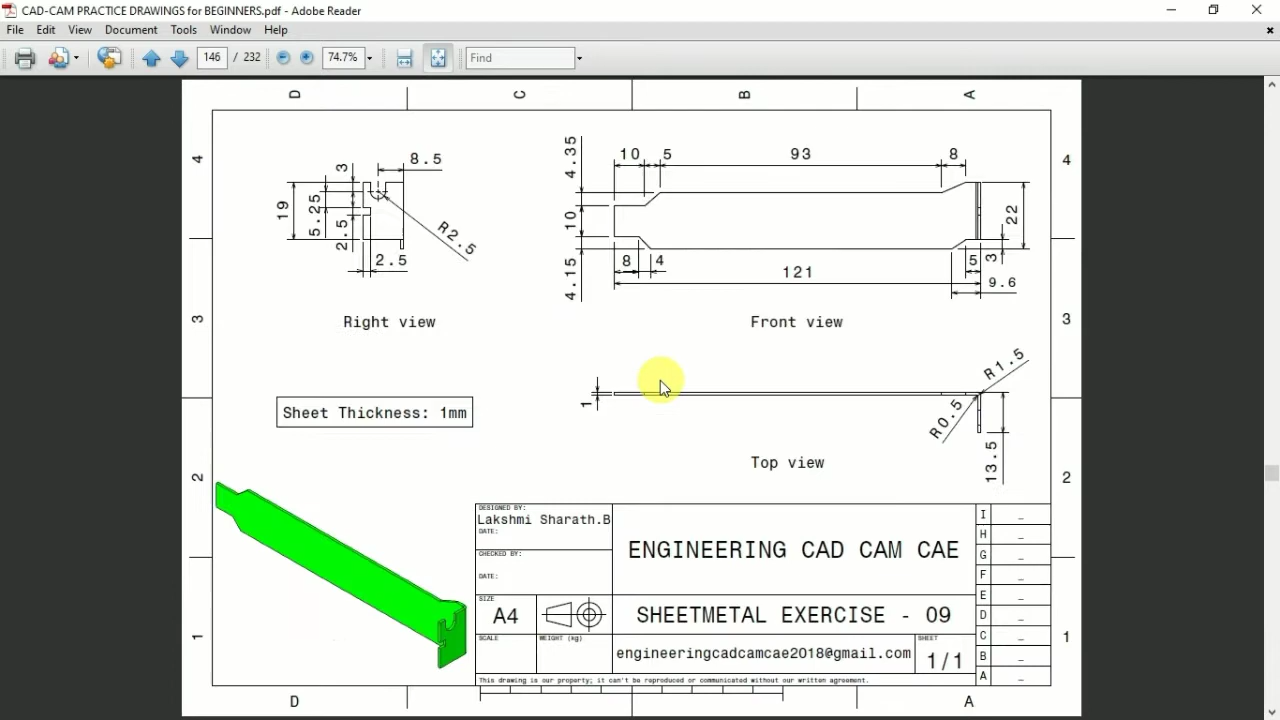 CAD-CAM PRACTICE DRAWINGS for BEGINNERS.pdf - Adobe Reader
File Edit View Document Tools Window Help
146 / 232 74.7% Find
D C B A
4 4
3 8.5
19 5.25 2.5 R2.5
2.5
Right view
4.35 10 5 93 8
10 22
4.15 8 4 121 5 3
9.6
Front view
3 3
1 R1.5
R0.5 13.5
Top view
Sheet Thickness: 1mm
2 2
DESIGNED BY:
Lakshmi Sharath.B
DATE:
CHECKED BY:
DATE:
ENGINEERING CAD CAM CAE
SIZE
A4
SHEETMETAL EXERCISE - 09
SCALE WEIGHT (kg) SHEET
engineeringcadcamcae2018@gmail.com 1/1
This drawing is our property; it can't be reproduced or communicated without our written agreement.
I _
H _
G _
F _
E _
D _
C _
B _
A _
1 1
D A